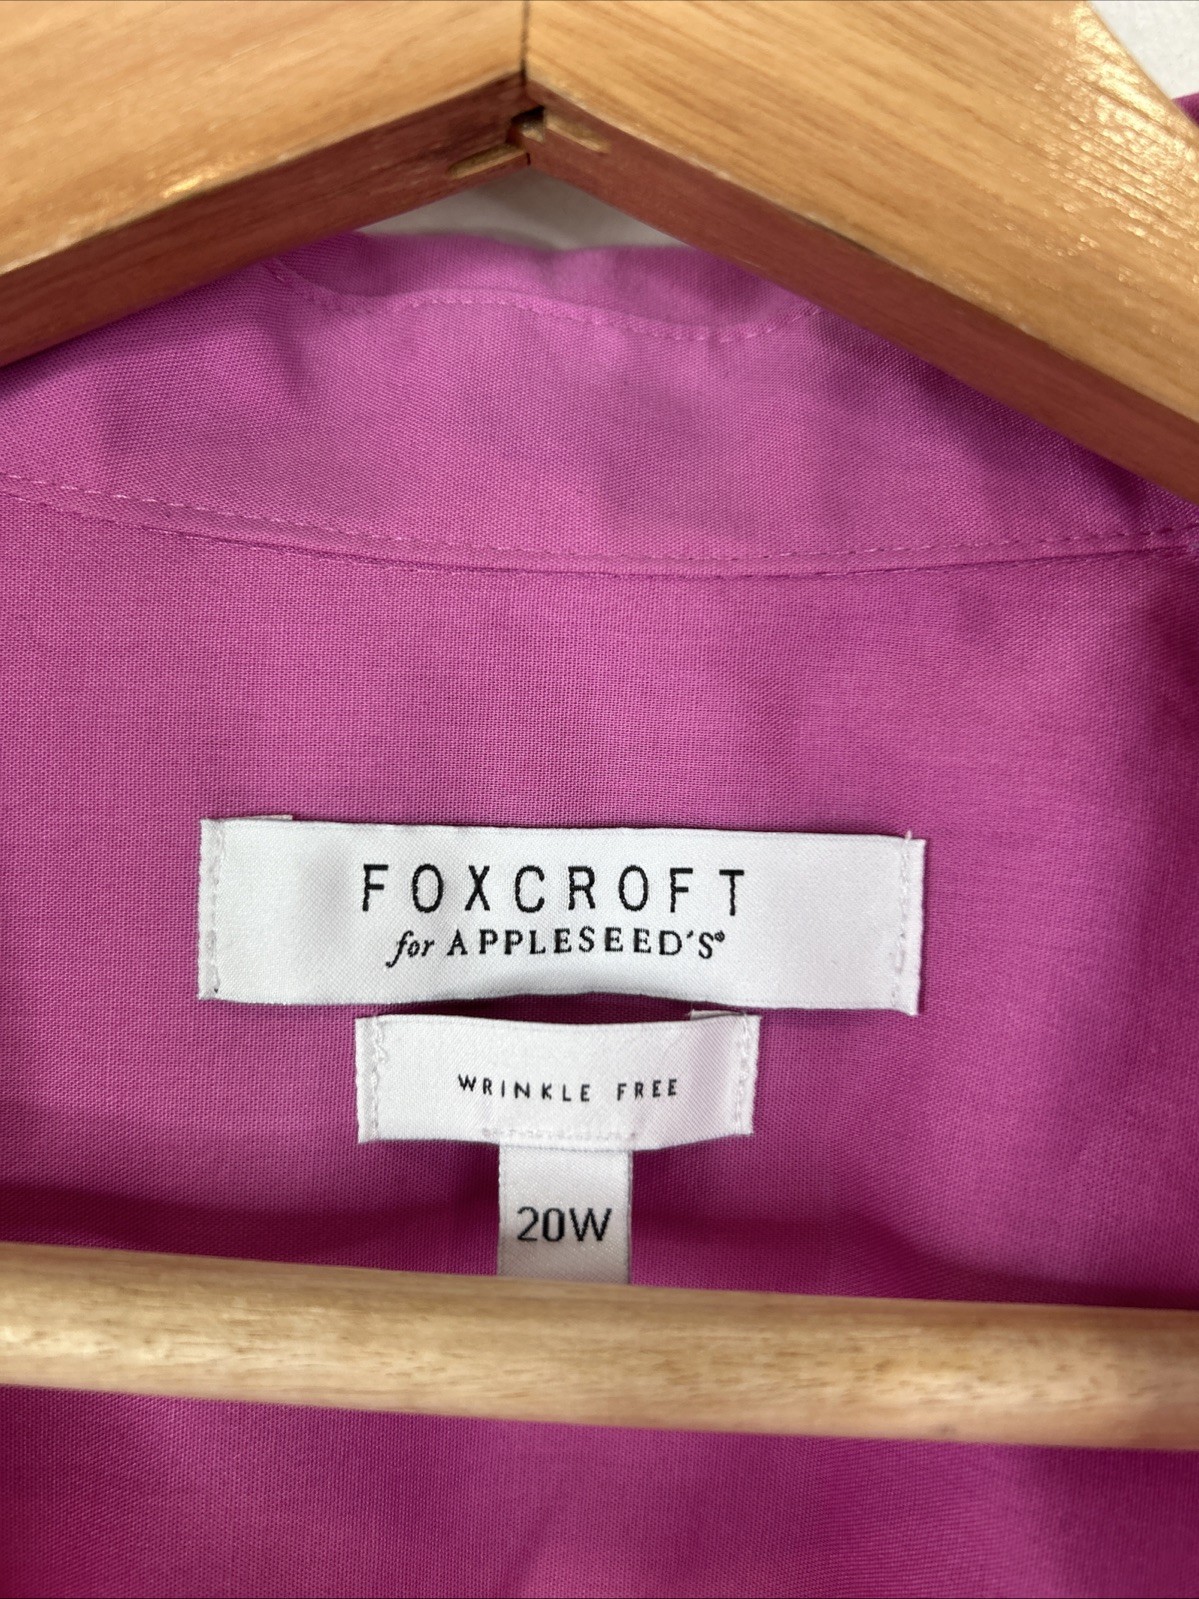 FOXCROFT
for APPLESEED'S®
WRINKLE FREE
20W